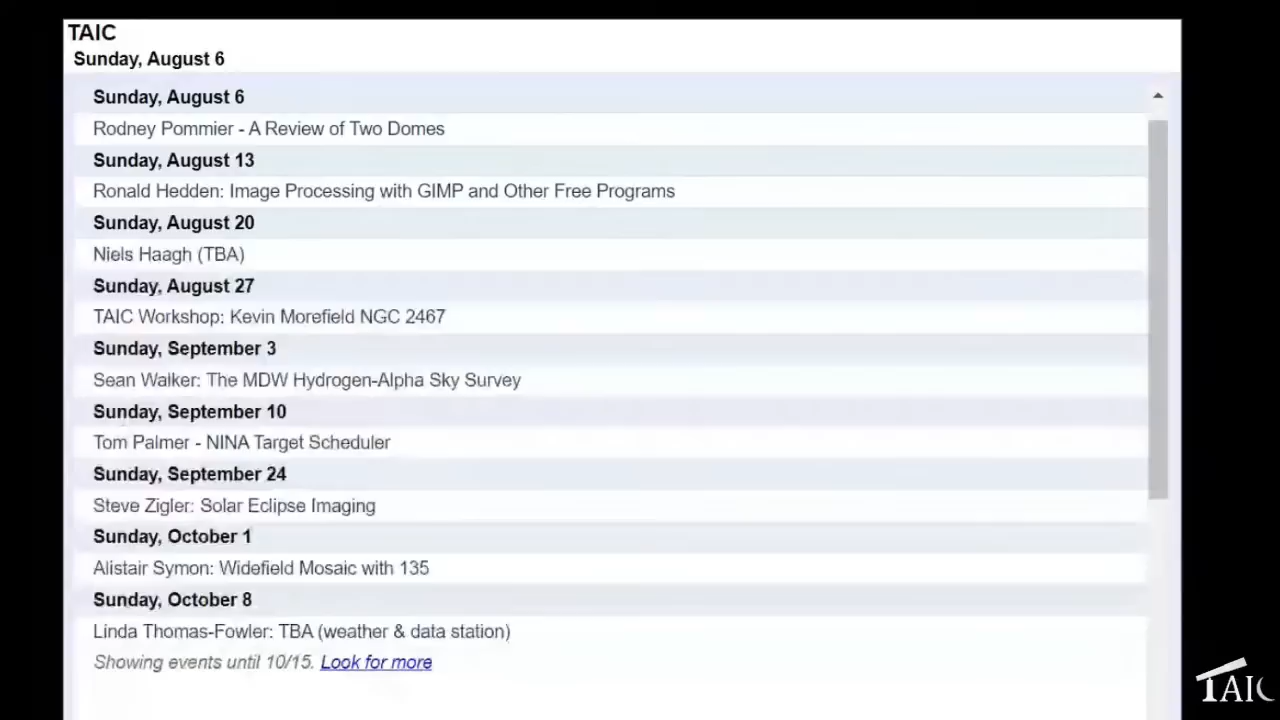 TAIC
Sunday, August 6
Sunday, August 6
Rodney Pommier - A Review of Two Domes
Sunday, August 13
Ronald Hedden: Image Processing with GIMP and Other Free Programs
Sunday, August 20
Niels Haagh (TBA)
Sunday, August 27
TAIC Workshop: Kevin Morefield NGC 2467
Sunday, September 3
Sean Walker: The MDW Hydrogen-Alpha Sky Survey
Sunday, September 10
Tom Palmer - NINA Target Scheduler
Sunday, September 24
Steve Zigler: Solar Eclipse Imaging
Sunday, October 1
Alistair Symon: Widefield Mosaic with 135
Sunday, October 8
Linda Thomas-Fowler: TBA (weather & data station)
Showing events until 10/15. Look for more
TAIC